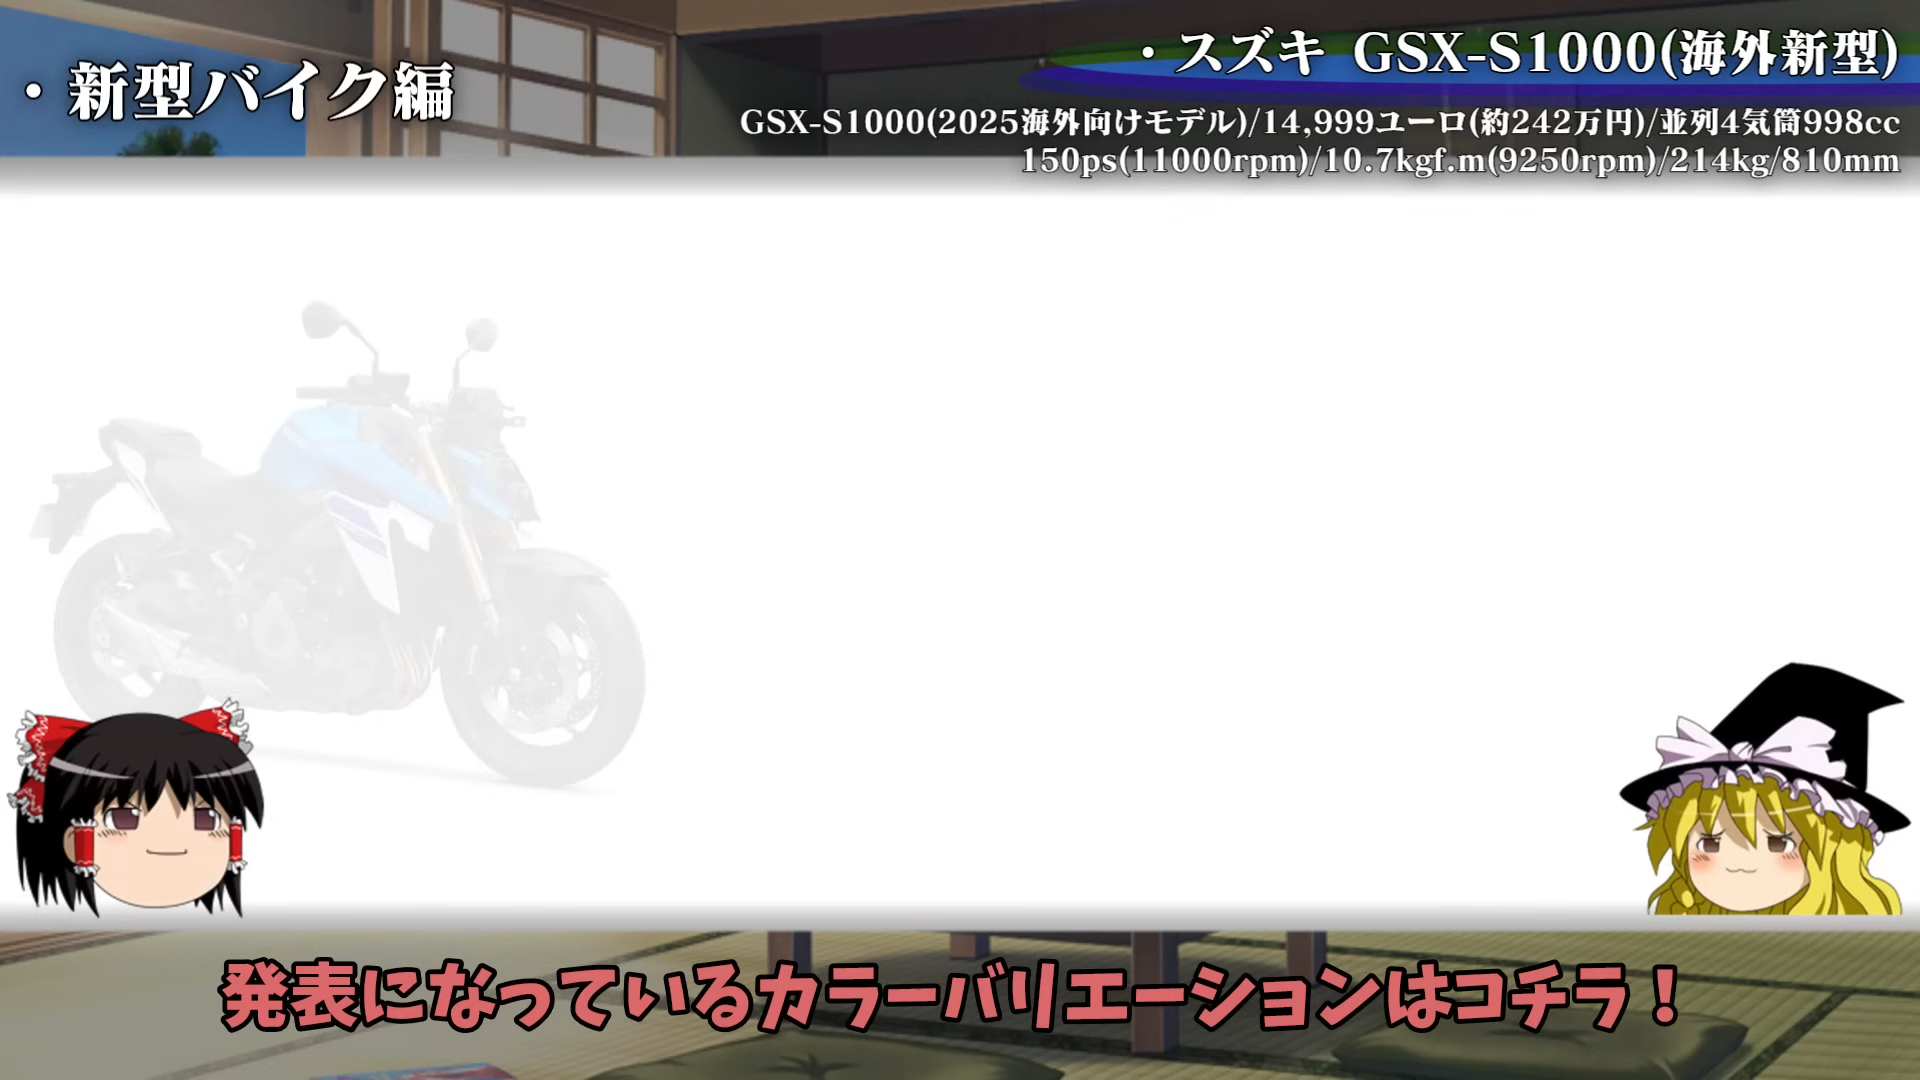 ・新型バイク編
・スズキ GSX-S1000(海外新型)
GSX-S1000(2025海外向けモデル)/14,999ユーロ(約242万円)/並列4気筒998cc
150ps(11000rpm)/10.7kgf.m(9250rpm)/214kg/810mm
発表になっているカラーバリエーションはコチラ！